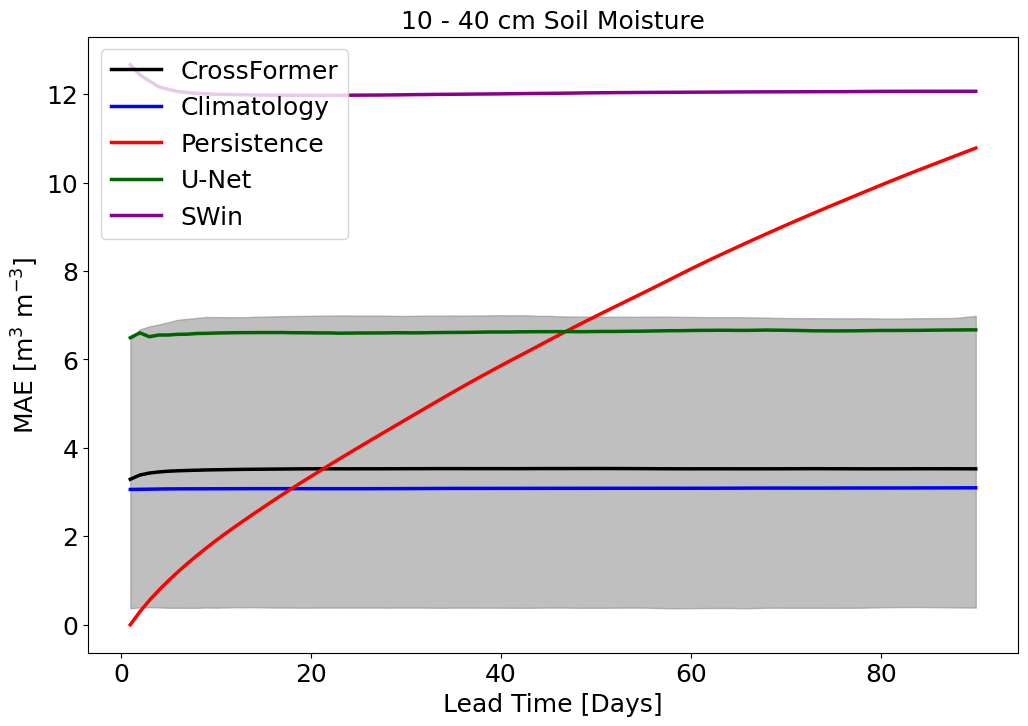 10 - 40 cm Soil Moisture
CrossFormer
Climatology
Persistence
U-Net
SWin
MAE [m³ m⁻³]
12
10
8
6
4
2
0
0 20 40 60 80
Lead Time [Days]